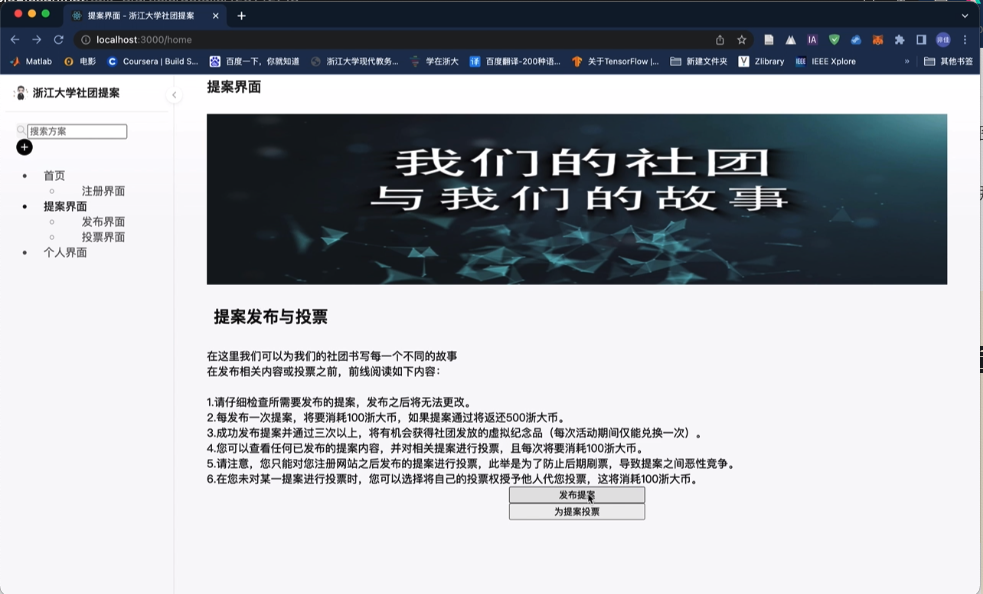 提案界面 - 浙江大学社团提案
localhost:3000/home
IA
Matlab
电影
Coursera | Build S...
百度一下，你就知道
浙江大学现代教务...
学在浙大
百度翻译-200种语...
关于TensorFlow |...
新建文件夹
Zlibrary
IEEE Xplore
»
其他书签
浙江大学社团提案
搜索方案
首页
注册界面
提案界面
发布界面
投票界面
个人界面
提案界面
我们的社团
与我们的故事
提案发布与投票
在这里我们可以为我们的社团书写每一个不同的故事
在发布相关内容或投票之前，前线阅读如下内容：
1.请仔细检查所需要发布的提案，发布之后将无法更改。
2.每发布一次提案，将要消耗100浙大币，如果提案通过将返还500浙大币。
3.成功发布提案并通过三次以上，将有机会获得社团发放的虚拟纪念品（每次活动期间仅能兑换一次）。
4.您可以查看任何已发布的提案内容，并对相关提案进行投票，且每次将要消耗100浙大币。
5.请注意，您只能对您注册网站之后发布的提案进行投票，此举是为了防止后期刷票，导致提案之间恶性竞争。
6.在您未对某一提案进行投票时，您可以选择将自己的投票权授予他人代您投票，这将消耗100浙大币。
发布提案
为提案投票